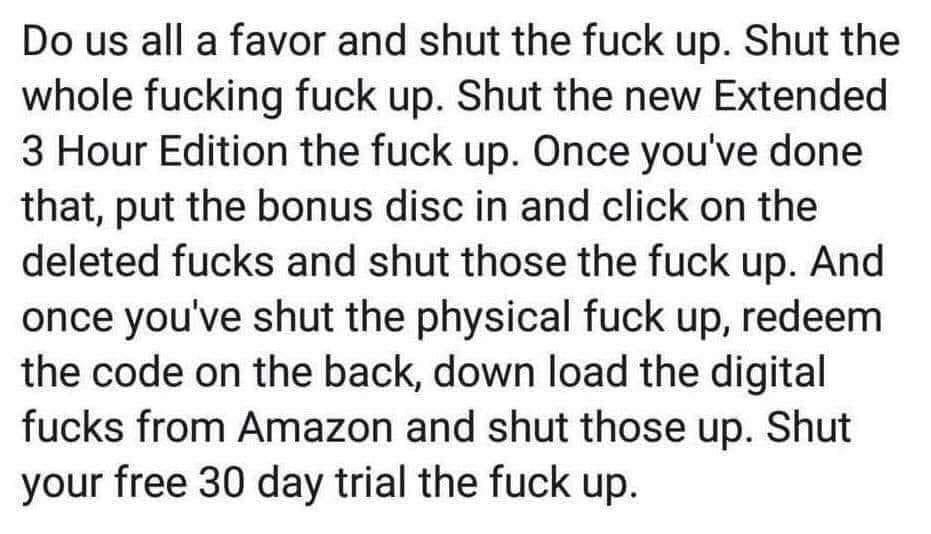 Do us all a favor and shut the fuck up. Shut the
whole fucking fuck up. Shut the new Extended
3 Hour Edition the fuck up. Once you've done
that, put the bonus disc in and click on the
deleted fucks and shut those the fuck up. And
once you've shut the physical fuck up, redeem
the code on the back, down load the digital
fucks from Amazon and shut those up. Shut
your free 30 day trial the fuck up.